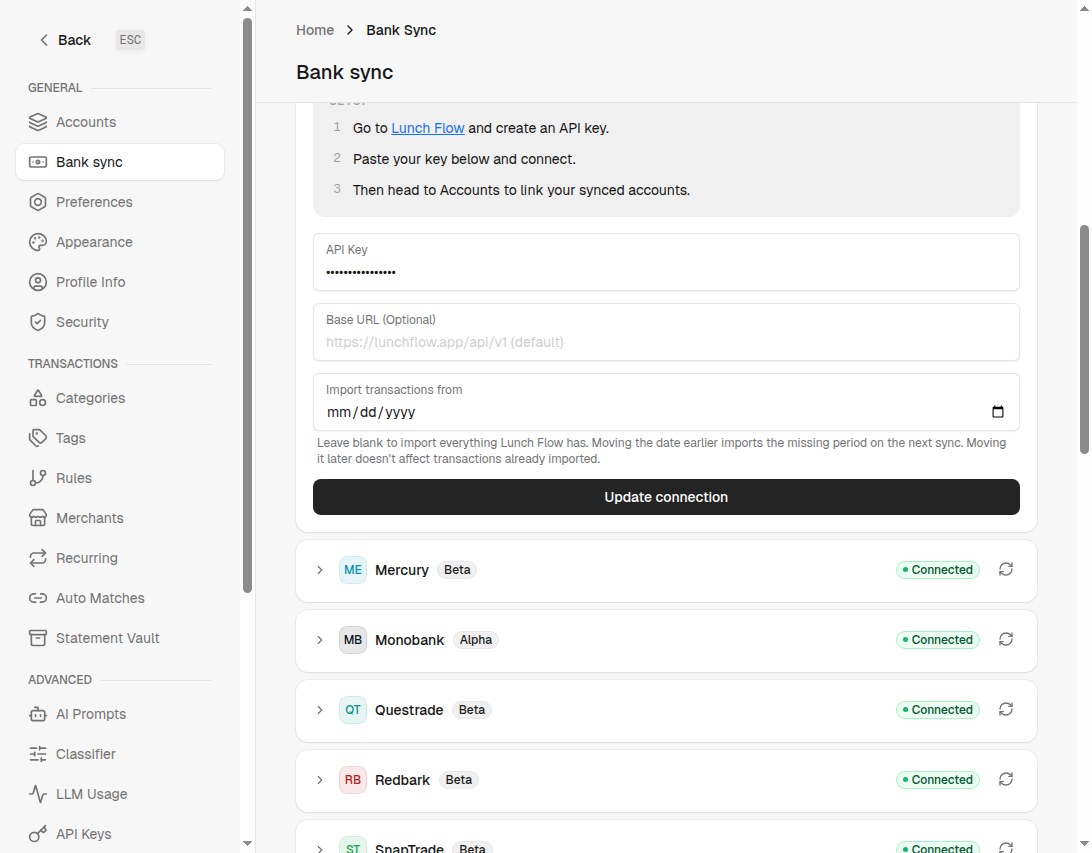 Back ESC
GENERAL
Accounts
Bank sync
Preferences
Appearance
Profile Info
Security
TRANSACTIONS
Categories
Tags
Rules
Merchants
Recurring
Auto Matches
Statement Vault
ADVANCED
AI Prompts
Classifier
LLM Usage
API Keys
Home Bank Sync
Bank sync
1 Go to Lunch Flow and create an API key.
2 Paste your key below and connect.
3 Then head to Accounts to link your synced accounts.
API Key
••••••••••••••••
Base URL (Optional)
https://lunchflow.app/api/v1 (default)
Import transactions from
mm/dd/yyyy
Leave blank to import everything Lunch Flow has. Moving the date earlier imports the missing period on the next sync. Moving
it later doesn't affect transactions already imported.
Update connection
ME Mercury Beta Connected
MB Monobank Alpha Connected
QT Questrade Beta Connected
RB Redbark Beta Connected
ST SnapTrade Beta Connected